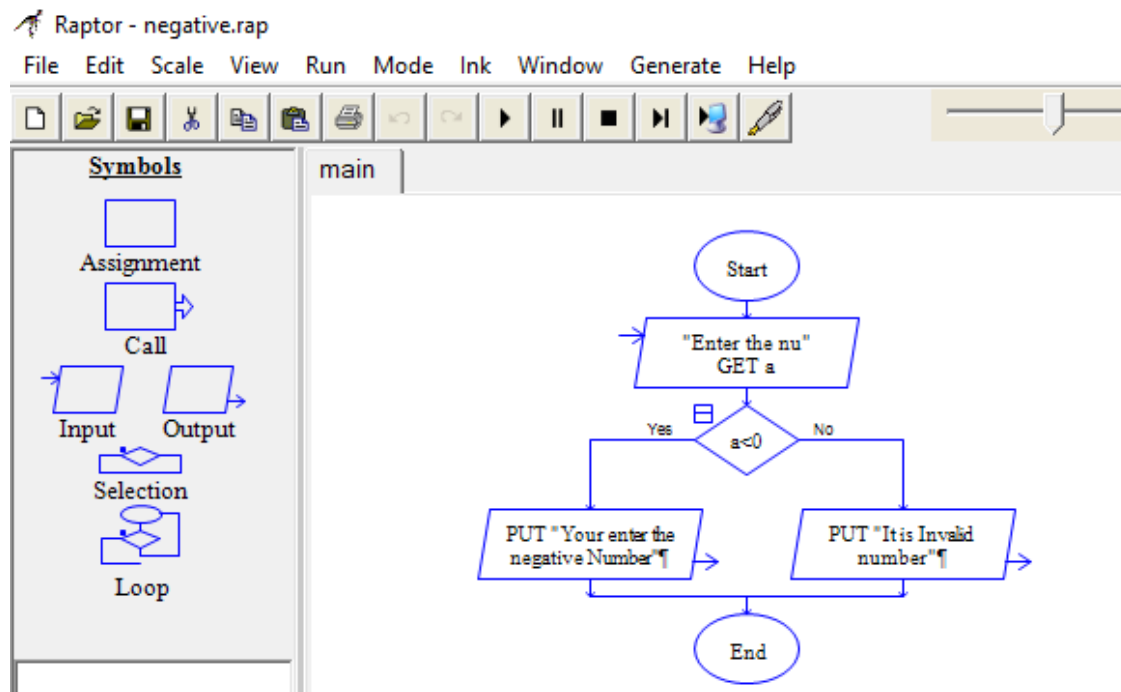 Raptor - negative.rap
File Edit Scale View Run Mode Ink Window Generate Help
Symbols
Assignment
Call
Input Output
Selection
Loop
main
Start
"Enter the nu"
GET a
Yes
a<0
No
PUT "Your enter the
negative Number"¶
PUT "It is Invalid
number"¶
End